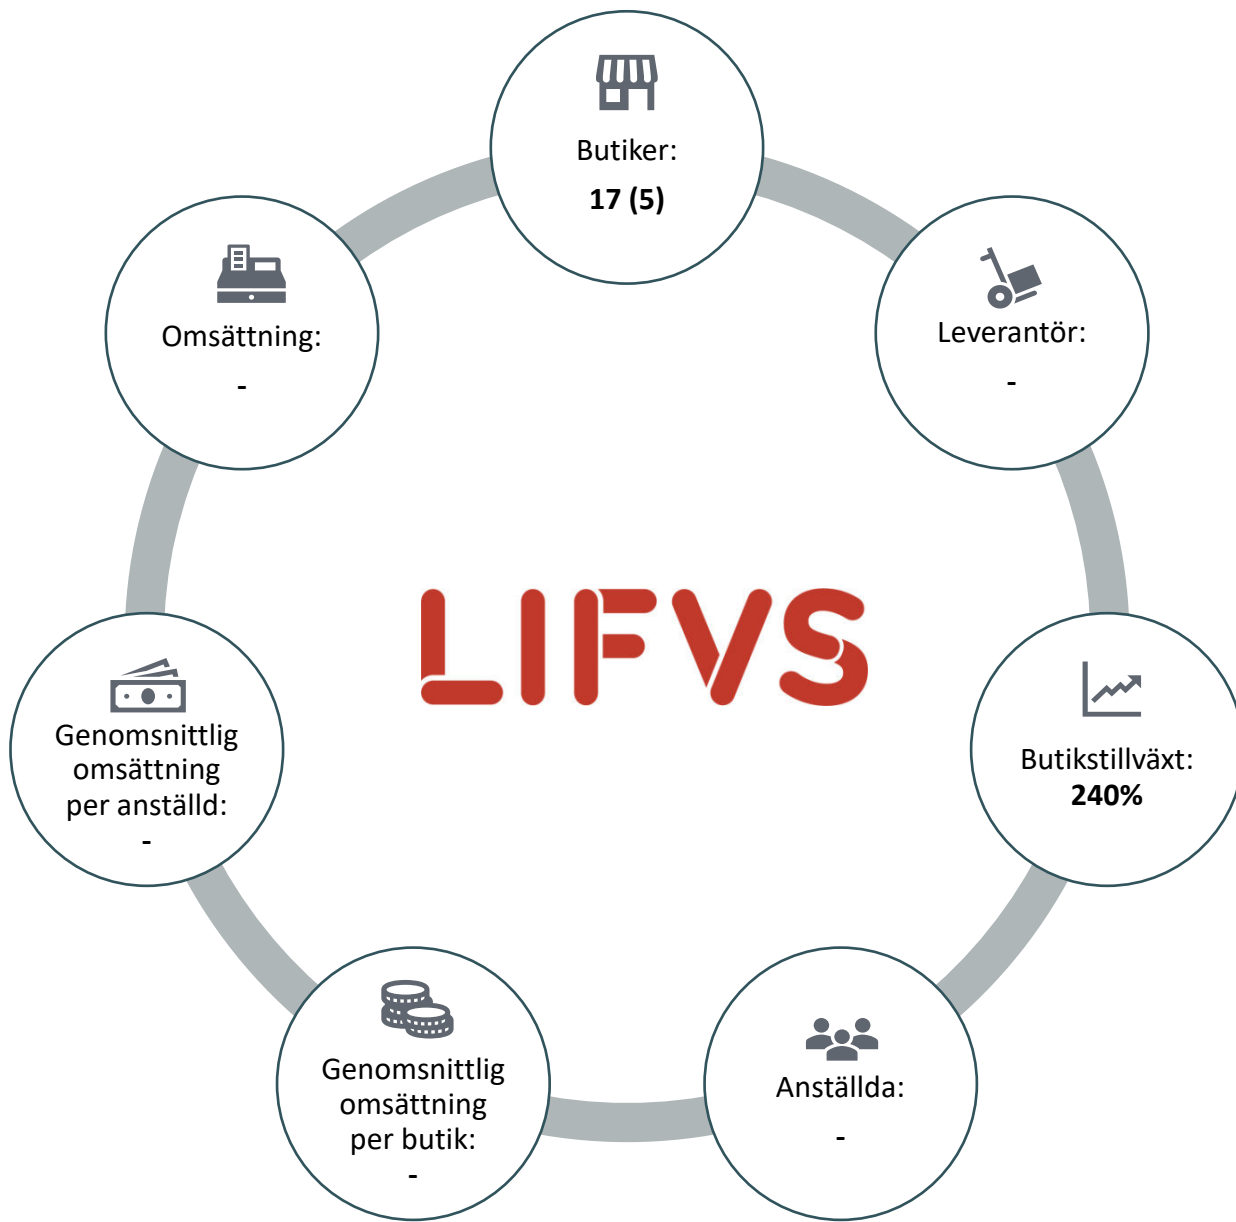 Butiker:
17 (5)
Omsättning:
-
Leverantör:
-
LIFVS
Genomsnittlig
omsättning
per anställd:
-
Butikstillväxt:
240%
Genomsnittlig
omsättning
per butik:
-
Anställda:
-